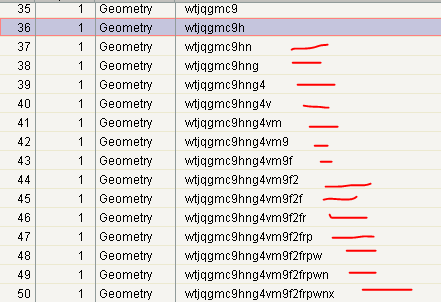 35 1 Geometry wtjqgmc9
36 1 Geometry wtjqgmc9h
37 1 Geometry wtjqgmc9hn
38 1 Geometry wtjqgmc9hng
39 1 Geometry wtjqgmc9hng4
40 1 Geometry wtjqgmc9hng4v
41 1 Geometry wtjqgmc9hng4vm
42 1 Geometry wtjqgmc9hng4vm9
43 1 Geometry wtjqgmc9hng4vm9f
44 1 Geometry wtjqgmc9hng4vm9f2
45 1 Geometry wtjqgmc9hng4vm9f2f
46 1 Geometry wtjqgmc9hng4vm9f2fr
47 1 Geometry wtjqgmc9hng4vm9f2frp
48 1 Geometry wtjqgmc9hng4vm9f2frpw
49 1 Geometry wtjqgmc9hng4vm9f2frpwn
50 1 Geometry wtjqgmc9hng4vm9f2frpwnx